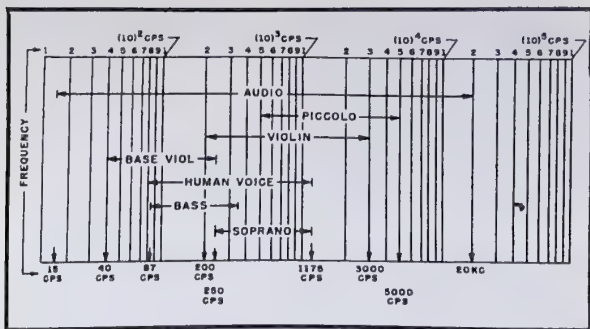 (10)² CPS (10)³ CPS (10)⁴ CPS (10)⁵ CPS
1 2 3 4 5 6 7 8 9 1 2 3 4 5 6 7 8 9 1 2 3 4 5 6 7 8 9 1 2 3 4 5 6 7 8 9 1
FREQUENCY
AUDIO
PICCOLO
VIOLIN
BASE VIOL
HUMAN VOICE
BASS
SOPRANO
15 CPS 40 CPS 87 CPS 200 CPS 1175 CPS 3000 CPS 20KC
250 CPS 5000 CPS